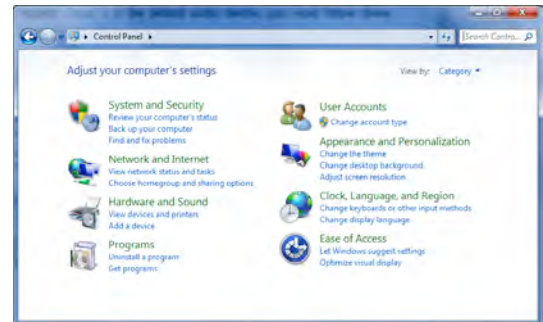 Control Panel
Search Contro...
Adjust your computer's settings
View by: Category
System and Security
Review your computer's status
Back up your computer
Find and fix problems
Network and Internet
View network status and tasks
Choose homegroup and sharing options
Hardware and Sound
View devices and printers
Add a device
Programs
Uninstall a program
Get programs
User Accounts
Change account type
Appearance and Personalization
Change the theme
Change desktop background
Adjust screen resolution
Clock, Language, and Region
Change keyboards or other input methods
Change display language
Ease of Access
Let Windows suggest settings
Optimize visual display